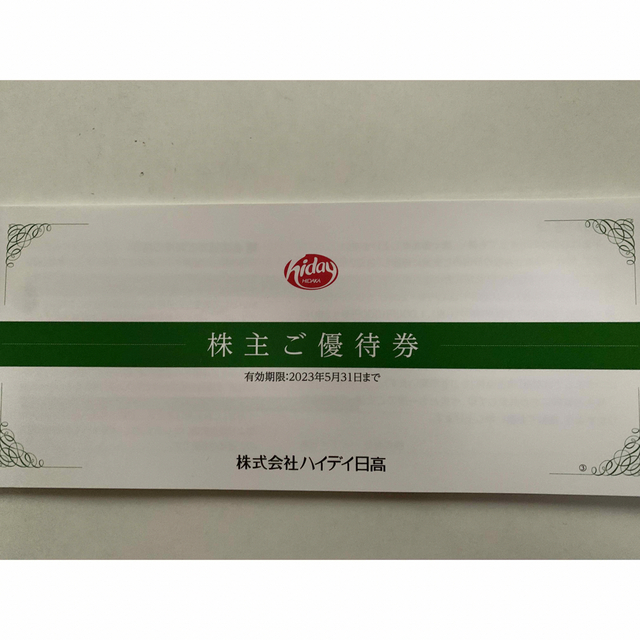 hiday
HIDAKA
株主ご優待券
有効期限:2023年5月31日まで
株式会社ハイデイ日高
③